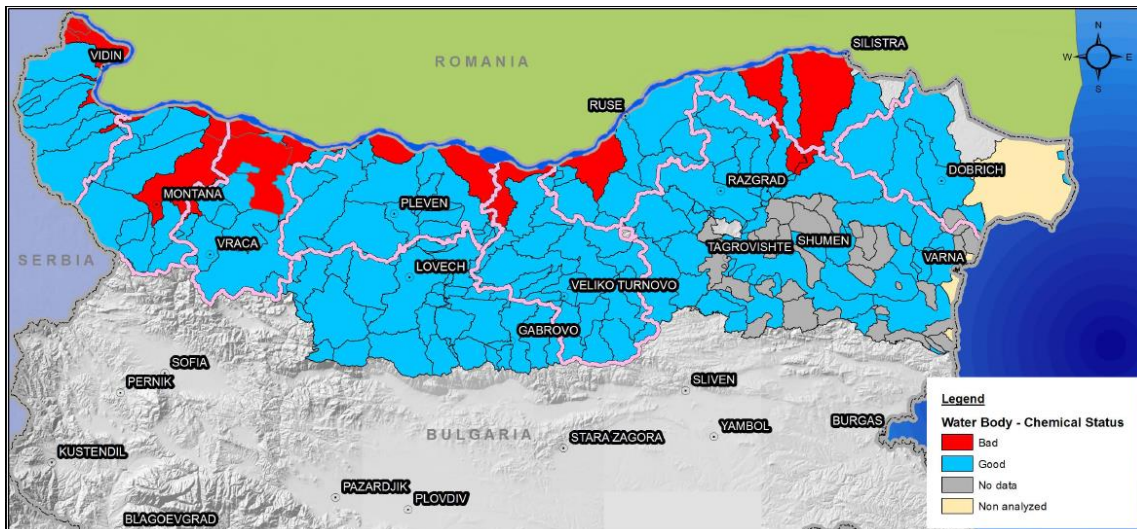 N
W E
S
SILISTRA
VIDIN
ROMANIA
RUSE
DOBRICH
RAZGRAD
MONTANA
PLEVEN
TAGROVISHTE
SHUMEN
VRACA
VARNA
SERBIA
LOVECH
VELIKO TURNOVO
GABROVO
SOFIA
PERNIK
SLIVEN
BURGAS
YAMBOL
BULGARIA
STARA ZAGORA
KUSTENDIL
PAZARDJIK
PLOVDIV
BLAGOEVGRAD
Legend
Water Body - Chemical Status
Bad
Good
No data
Non analyzed